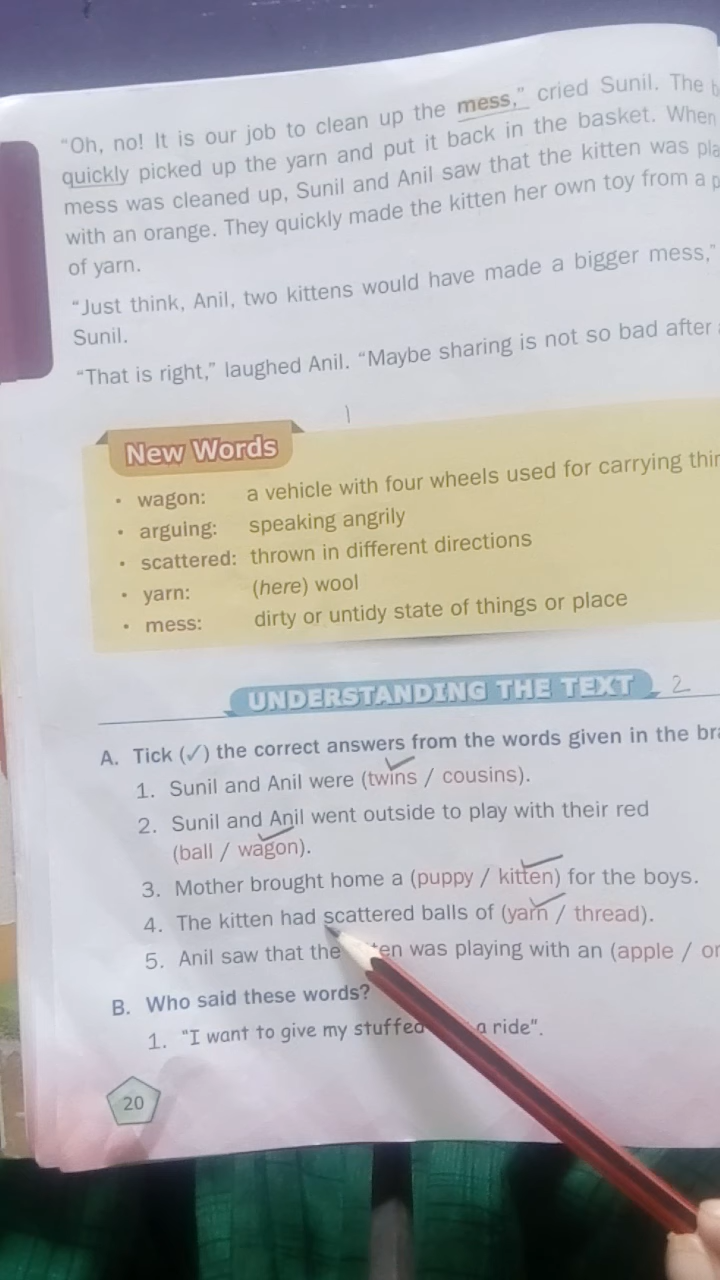 "Oh, no! It is our job to clean up the mess," cried Sunil. The
quickly picked up the yarn and put it back in the basket. When
mess was cleaned up, Sunil and Anil saw that the kitten was
with an orange. They quickly made the kitten her own toy from a
of yarn.
"Just think, Anil, two kittens would have made a bigger mess,"
Sunil.
"That is right," laughed Anil. "Maybe sharing is not so bad after
New Words
• wagon: a vehicle with four wheels used for carrying
• arguing: speaking angrily
• scattered: thrown in different directions
• yarn: (here) wool
• mess: dirty or untidy state of things or place
UNDERSTANDING THE TEXT 2
A. Tick (✓) the correct answers from the words given in the
1. Sunil and Anil were (twins / cousins).
2. Sunil and Anil went outside to play with their red
(ball / wagon).
3. Mother brought home a (puppy / kitten) for the boys.
4. The kitten had scattered balls of (yarn / thread).
5. Anil saw that the was playing with an (apple /
B. Who said these words?
1. "I want to give my stuffed a ride".
20